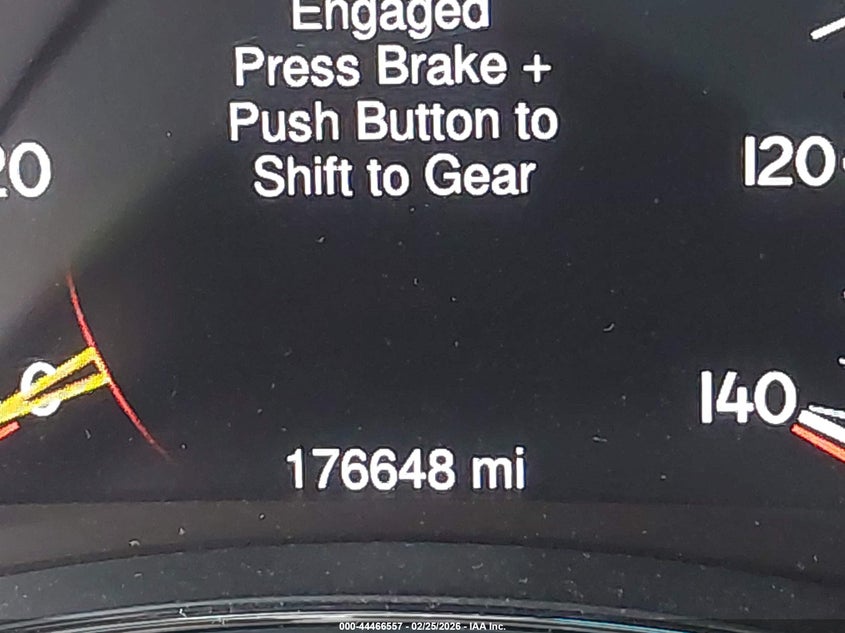 Engaged
Press Brake +
Push Button to
Shift to Gear
20
120
0
140
176648 mi
000-44466557 - 02/25/2026 - IAA Inc.